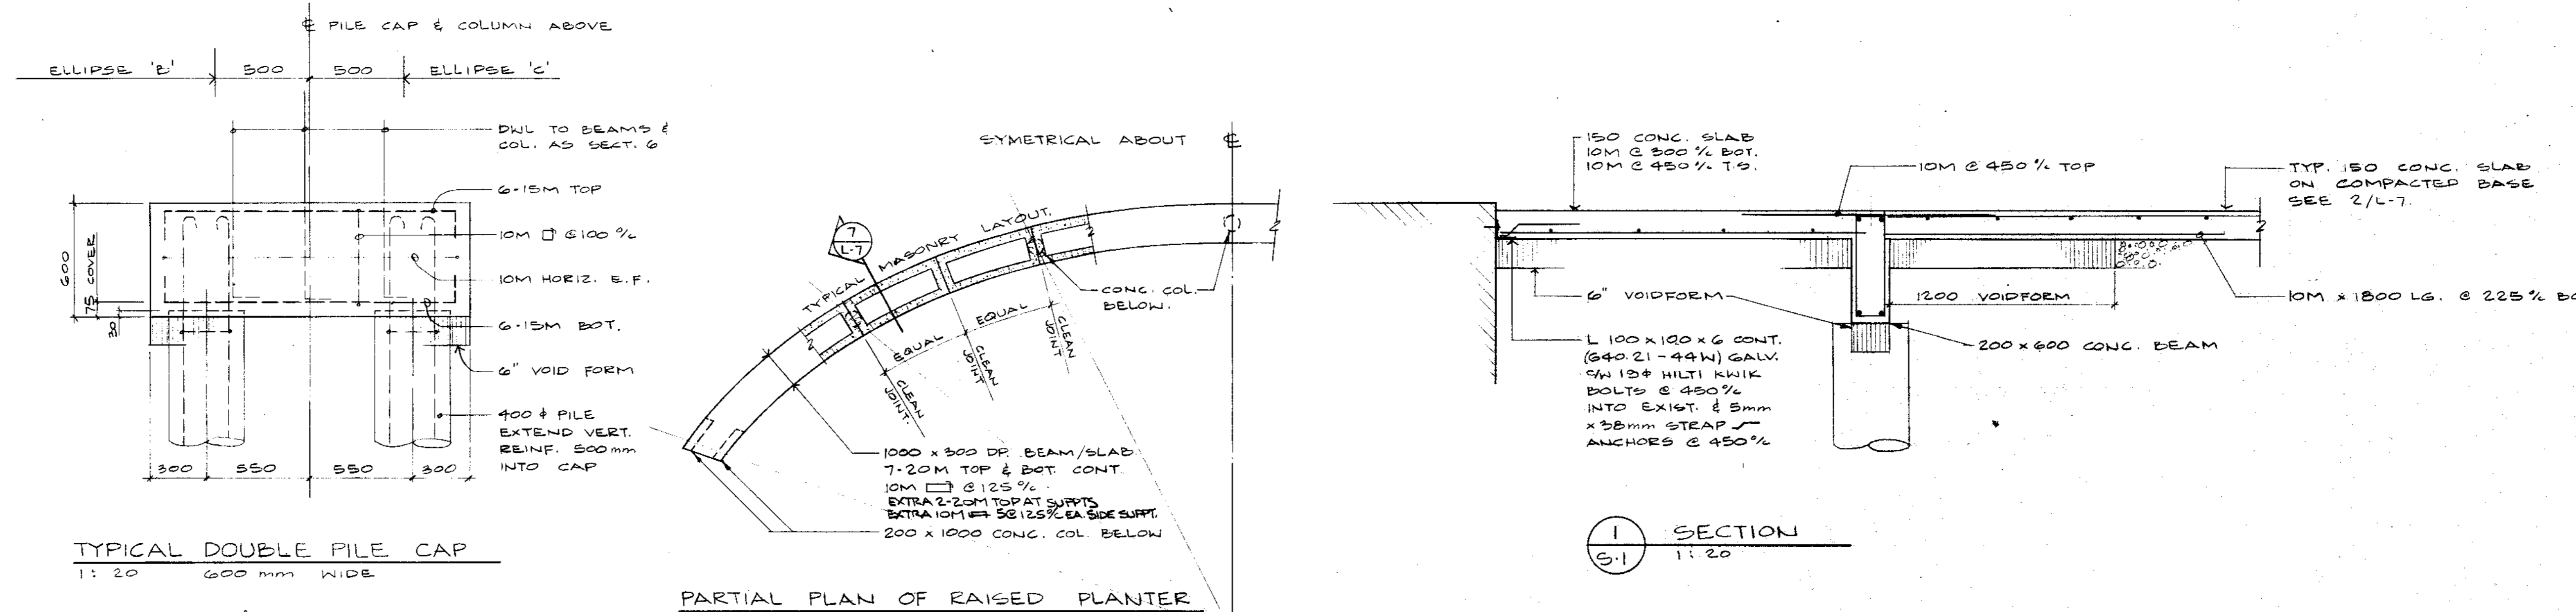 ℄ PILE CAP & COLUMN ABOVE
ELLIPSE 'B'
500
500
ELLIPSE 'C'
DWL TO BEAMS &
COL. AS SECT. 6
6-15M TOP
10M @100 o/c
10M HORIZ. E.F.
6-15M BOT.
6" VOID FORM
400 ϕ PILE
EXTEND VERT.
REINF. 500mm
INTO CAP
600
75 COVER
300
550
550
300
TYPICAL DOUBLE PILE CAP
1:20 600 mm WIDE
SYMETRICAL ABOUT ℄
7
L-7
TYPICAL MASONRY LAYOUT.
CONC. COL.
BELOW.
EQUAL
EQUAL
CLEAN
JOINT.
CLEAN
JOINT
CLEAN
JOINT
1000 x 300 DP. BEAM/SLAB.
7-20M TOP & BOT. CONT.
10M @125 o/c.
EXTRA 2-20M TOP AT SUPPTS
EXTRA 10M 5@125 o/c EA. SIDE SUPPT.
200 x 1000 CONC. COL. BELOW
PARTIAL PLAN OF RAISED PLANTER
150 CONC. SLAB
10M @ 300 o/c BOT.
10M @ 450 o/c T.S.
10M @ 450 o/c TOP
TYP. 150 CONC. SLAB
ON COMPACTED BASE
SEE 2/L-7.
6" VOIDFORM
1200 VOIDFORM
10M x 1800 LG. @ 225 o/c
200 x 600 CONC. BEAM
L 100 x 100 x 6 CONT.
(G40.21-44W) GALV.
C/W 13ϕ HILTI KWIK
BOLTS @ 450 o/c
INTO EXIST. & 5mm
x 38mm STRAP
ANCHORS @ 450 o/c
1
S.1
SECTION
1:20